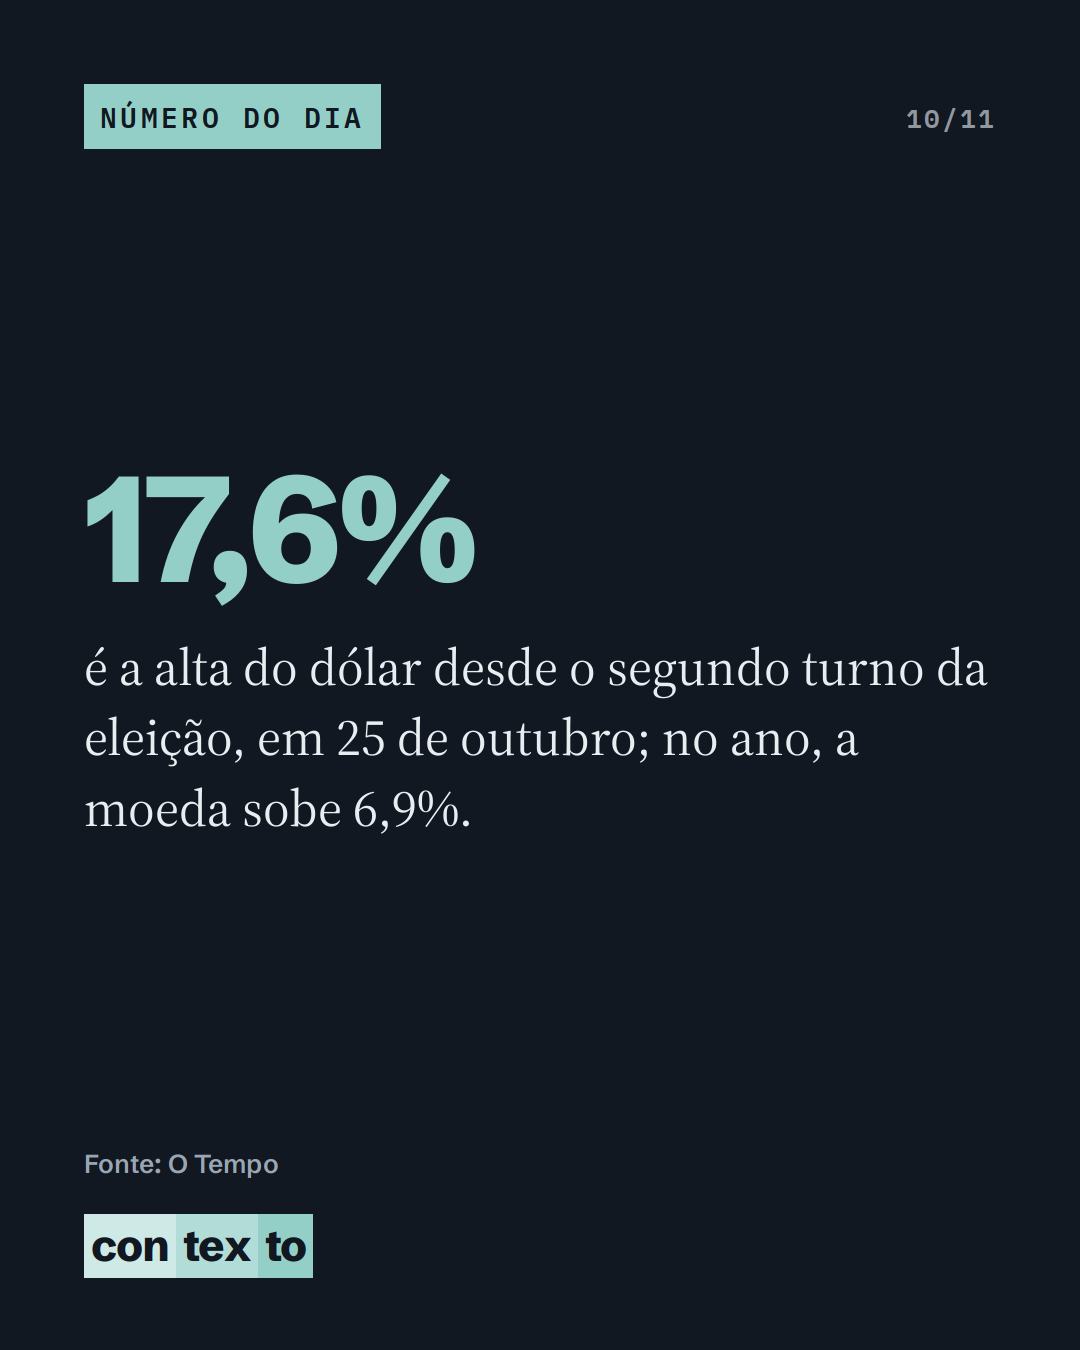 NÚMERO DO DIA
10/11
17,6%
é a alta do dólar desde o segundo turno da
eleição, em 25 de outubro; no ano, a
moeda sobe 6,9%.
Fonte: O Tempo
con tex to